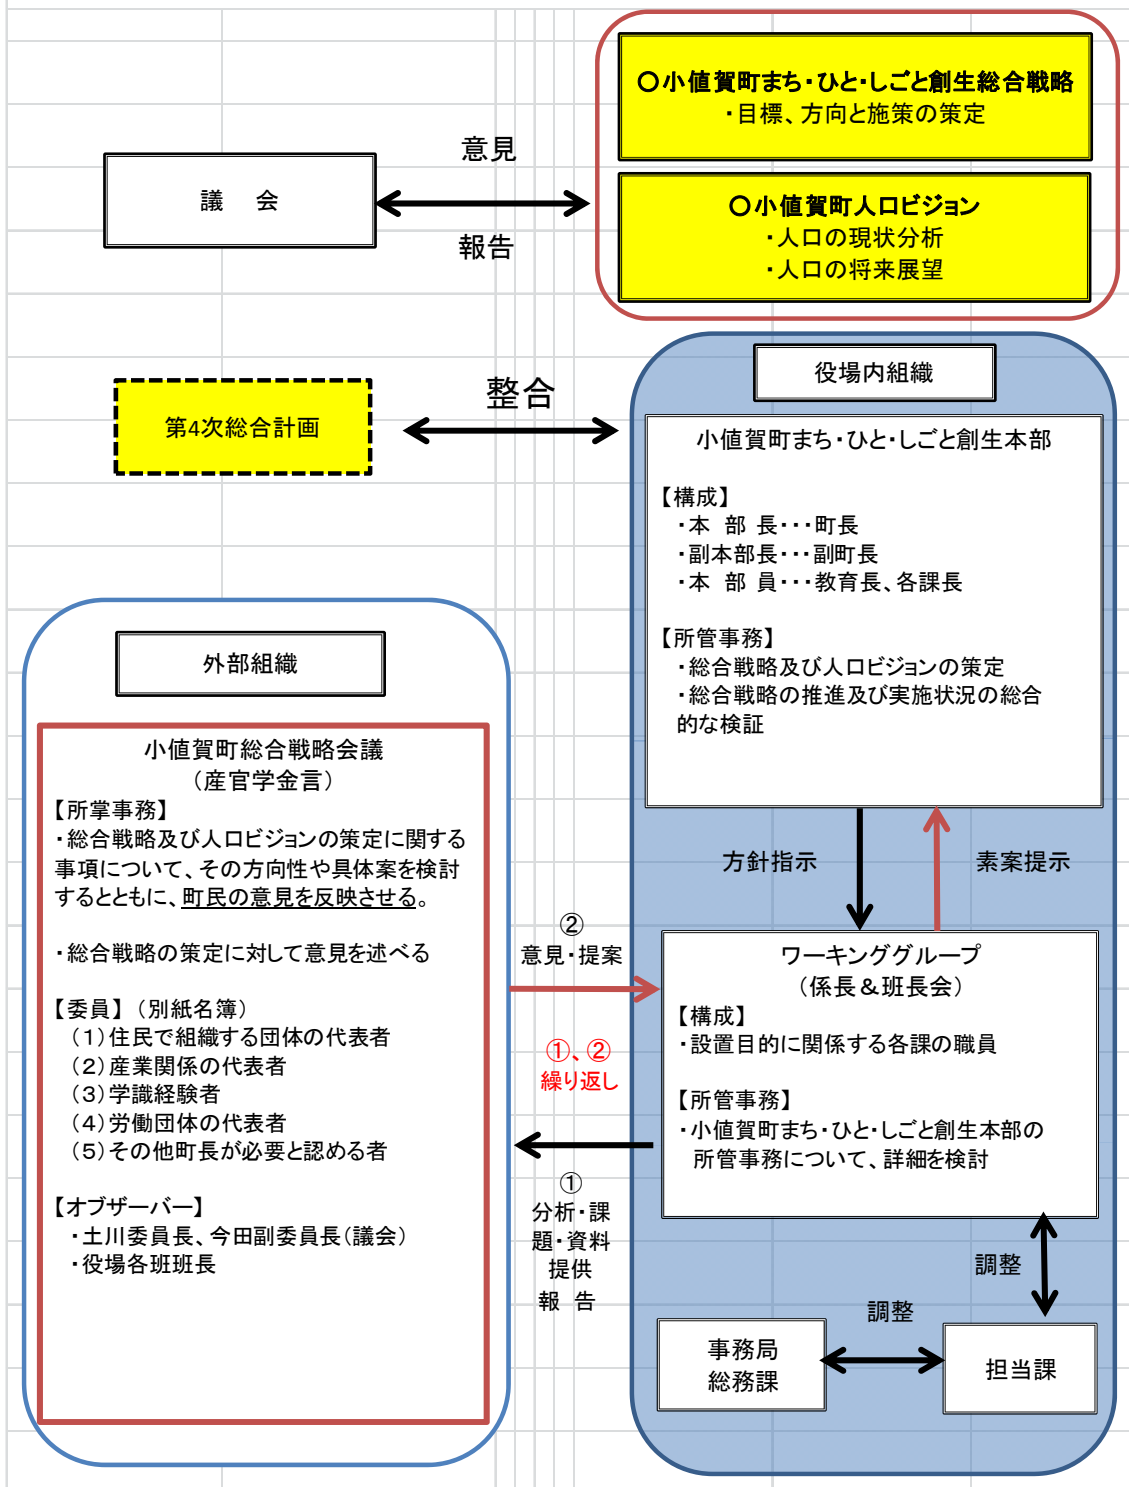 〇小値賀町まち・ひと・しごと創生総合戦略
・目標、方向と施策の策定
意見
議　会
報告
〇小値賀町人口ビジョン
・人口の現状分析
・人口の将来展望
役場内組織
整合
第4次総合計画
小値賀町まち・ひと・しごと創生本部
【構成】
・本　部　長・・・町長
・副本部長・・・副町長
・本　部　員・・・教育長、各課長
【所管事務】
・総合戦略及び人口ビジョンの策定
・総合戦略の推進及び実施状況の総合
的な検証
外部組織
小値賀町総合戦略会議
（産官学金言）
【所掌事務】
・総合戦略及び人口ビジョンの策定に関する
事項について、その方向性や具体案を検討
するとともに、町民の意見を反映させる。
・総合戦略の策定に対して意見を述べる
【委員】（別紙名簿）
（１）住民で組織する団体の代表者
（２）産業関係の代表者
（３）学識経験者
（４）労働団体の代表者
（５）その他町長が必要と認める者
【オブザーバー】
・土川委員長、今田副委員長（議会）
・役場各班班長
方針指示
素案提示
②
意見・提案
①、②
繰り返し
①
分析・課
題・資料
提供
報　告
ワーキンググループ
（係長＆班長会）
【構成】
・設置目的に関係する各課の職員
【所管事務】
・小値賀町まち・ひと・しごと創生本部の
所管事務について、詳細を検討
調整
調整
事務局
総務課
担当課